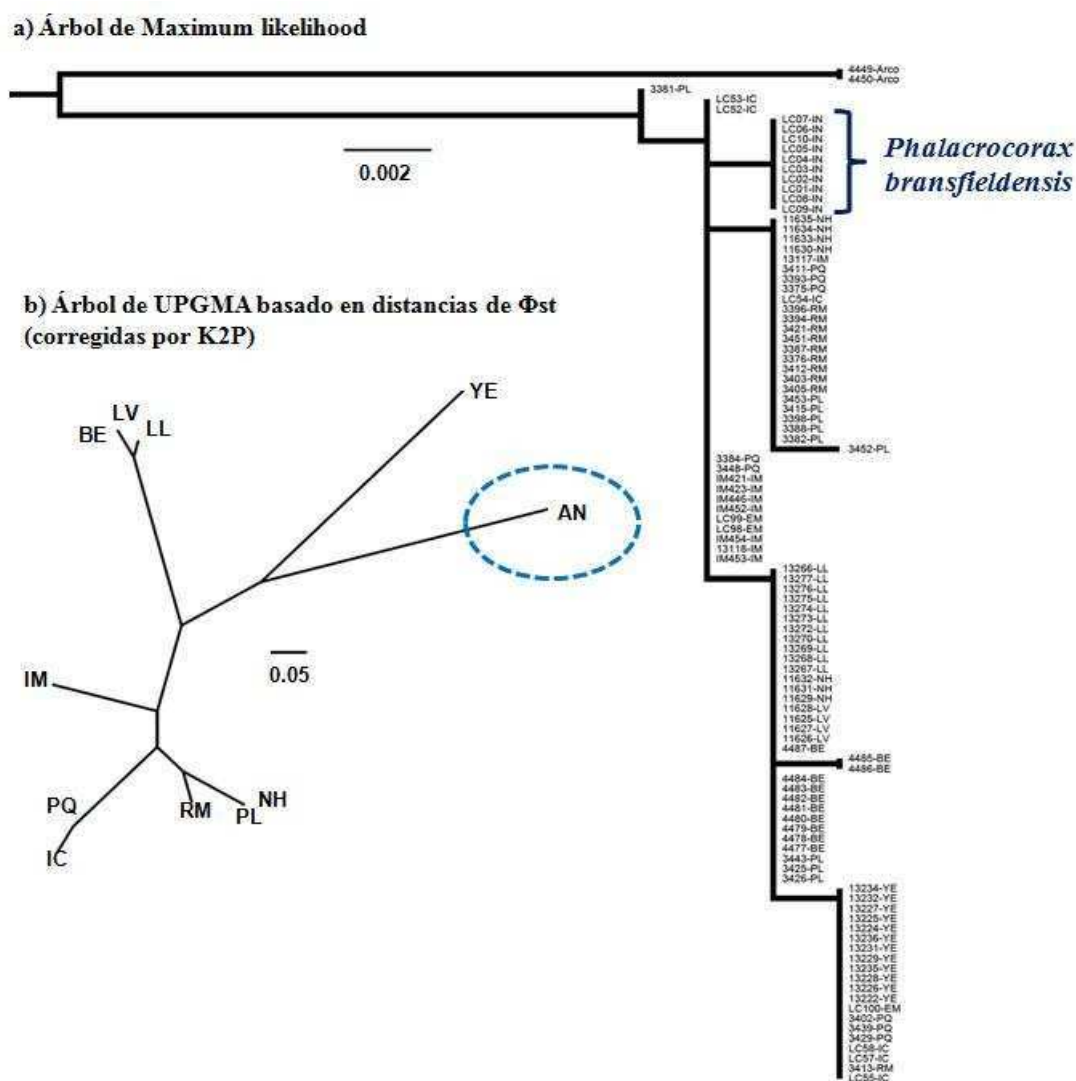 a) Árbol de Maximum likelihood
4449-Arco
4450-Arco
3381-PL
LC53-IC
LC52-IC
LC07-IN
LC06-IN
LC10-IN
LC05-IN
LC04-IN
LC03-IN
LC02-IN
LC01-IN
LC08-IN
LC09-IN
Phalacrocorax
bransfieldensis
0.002
11635-NH
11634-NH
11633-NH
11630-NH
13117-IM
3411-PQ
3393-PQ
3375-PQ
LC54-IC
3396-RM
3394-RM
3421-RM
3451-RM
3387-RM
3376-RM
3412-RM
3403-RM
3405-RM
3453-PL
3415-PL
3398-PL
3388-PL
3382-PL
3452-PL
3384-PQ
3448-PQ
IM421-IM
IM423-IM
IM446-IM
IM452-IM
LC99-EM
LC98-EM
IM454-IM
13118-IM
IM453-IM
13266-LL
13277-LL
13276-LL
13275-LL
13274-LL
13273-LL
13272-LL
13270-LL
13269-LL
13268-LL
13267-LL
11632-NH
11631-NH
11629-NH
11628-LV
11625-LV
11627-LV
11626-LV
4487-BE
4485-BE
4486-BE
4484-BE
4483-BE
4482-BE
4481-BE
4480-BE
4479-BE
4478-BE
4477-BE
3443-PL
3425-PL
3426-PL
13234-YE
13232-YE
13227-YE
13225-YE
13224-YE
13236-YE
13231-YE
13229-YE
13235-YE
13228-YE
13226-YE
13222-YE
LC100-EM
3402-PQ
3439-PQ
3429-PQ
LC58-IC
LC57-IC
3413-RM
LC55-IC
b) Árbol de UPGMA basado en distancias de Φst
(corregidas por K2P)
YE
LV
BE
LL
AN
0.05
IM
PQ
IC
RM
PL
NH